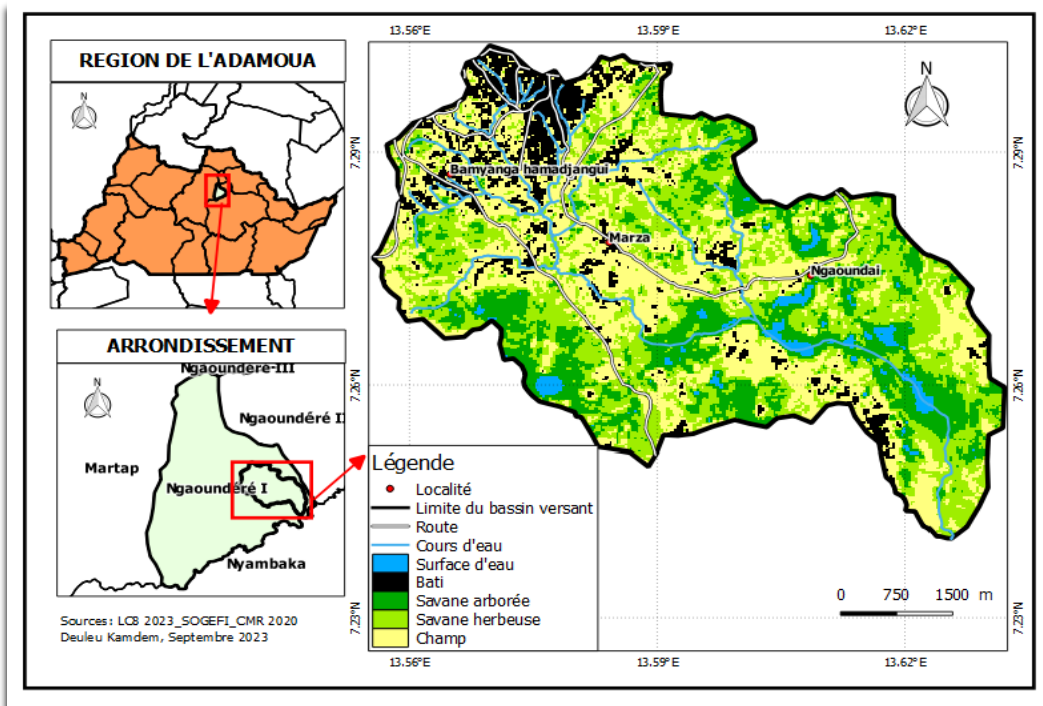 REGION DE L'ADAMOUA
N
ARRONDISSEMENT
N
Ngaoundéré III
Ngaoundéré II
Martap
Ngaoundéré I
Nyambaka
Sources: LC8 2023_SOGEFI_CMR 2020
Deuleu Kamdem, Septembre 2023
13.56°E 13.59°E 13.62°E
N
7.29°N 7.29°N
Bamyanga hamadjangui
Marza
Ngaoundai
7.26°N 7.26°N
Légende
Localité
Limite du bassin versant
Route
Cours d'eau
Surface d'eau
Bati
Savane arborée
Savane herbeuse
Champ
0 750 1500 m
7.23°N 7.23°N
13.56°E 13.59°E 13.62°E